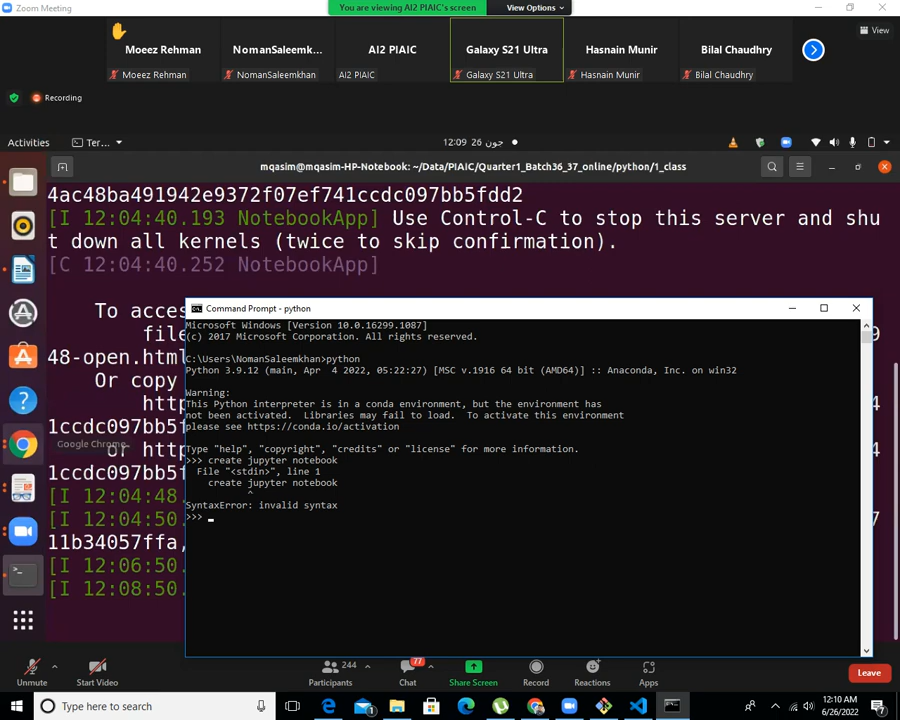 Zoom Meeting
You are viewing AI2 PIAIC's screen
View Options
Moeez Rehman
NomanSaleemk...
AI2 PIAIC
Galaxy S21 Ultra
Hasnain Munir
Bilal Chaudhry
View
Moeez Rehman
NomanSaleemkhan
AI2 PIAIC
Galaxy S21 Ultra
Hasnain Munir
Bilal Chaudhry
Recording
Activities
Ter...
12:09 26 جون
mqasim@mqasim-HP-Notebook: ~/Data/PIAIC/Quarter1_Batch36_37_online/python/1_class
4ac48ba491942e9372f07ef741ccdc097bb5fdd2
[I 12:04:40.193 NotebookApp] Use Control-C to stop this server and shu
t down all kernels (twice to skip confirmation).
[C 12:04:40.252 NotebookApp]
To acces
file
9
48-open.html
Or copy
http
4
1ccdc097bb5f
or http
4
1ccdc097bb5f
[I 12:04:48.
[I 12:04:50.
7
11b34057ffa,
[I 12:06:50.
[I 12:08:50.
Google Chrome
Command Prompt - python
Microsoft Windows [Version 10.0.16299.1087]
(c) 2017 Microsoft Corporation. All rights reserved.
C:\Users\NomanSaleemkhan>python
Python 3.9.12 (main, Apr  4 2022, 05:22:27) [MSC v.1916 64 bit (AMD64)] :: Anaconda, Inc. on win32
Warning:
This Python interpreter is in a conda environment, but the environment has
not been activated.  Libraries may fail to load.  To activate this environment
please see https://conda.io/activation
Type "help", "copyright", "credits" or "license" for more information.
>>> create jupyter notebook
File "<stdin>", line 1
create jupyter notebook
^
SyntaxError: invalid syntax
>>> _
Unmute
Start Video
Participants
244
Chat
77
Share Screen
Record
Reactions
Apps
Leave
Type here to search
12:10 AM
6/26/2022
7